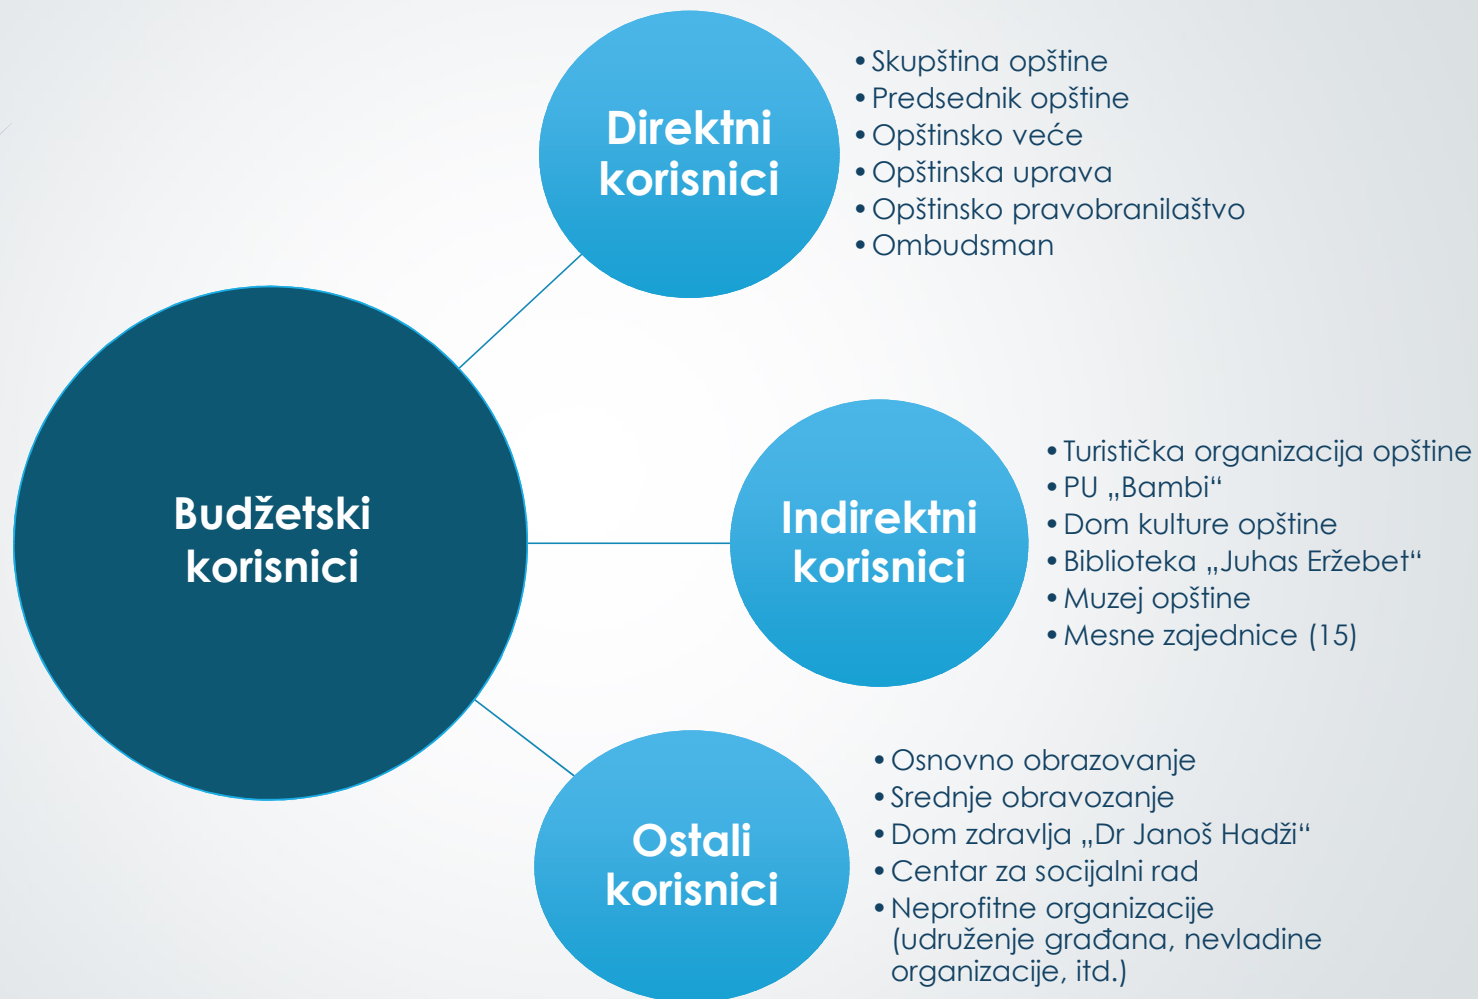 Direktni
korisnici
• Skupština opštine
• Predsednik opštine
• Opštinsko veće
• Opštinska uprava
• Opštinsko pravobranilaštvo
• Ombudsman
Budžetski
korisnici
Indirektni
korisnici
• Turistička organizacija opštine
• PU „Bambi“
• Dom kulture opštine
• Biblioteka „Juhas Eržebet“
• Muzej opštine
• Mesne zajednice (15)
Ostali
korisnici
• Osnovno obrazovanje
• Srednje obravozanje
• Dom zdravlja „Dr Janoš Hadži“
• Centar za socijalni rad
• Neprofitne organizacije
(udruženje građana, nevladine
organizacije, itd.)